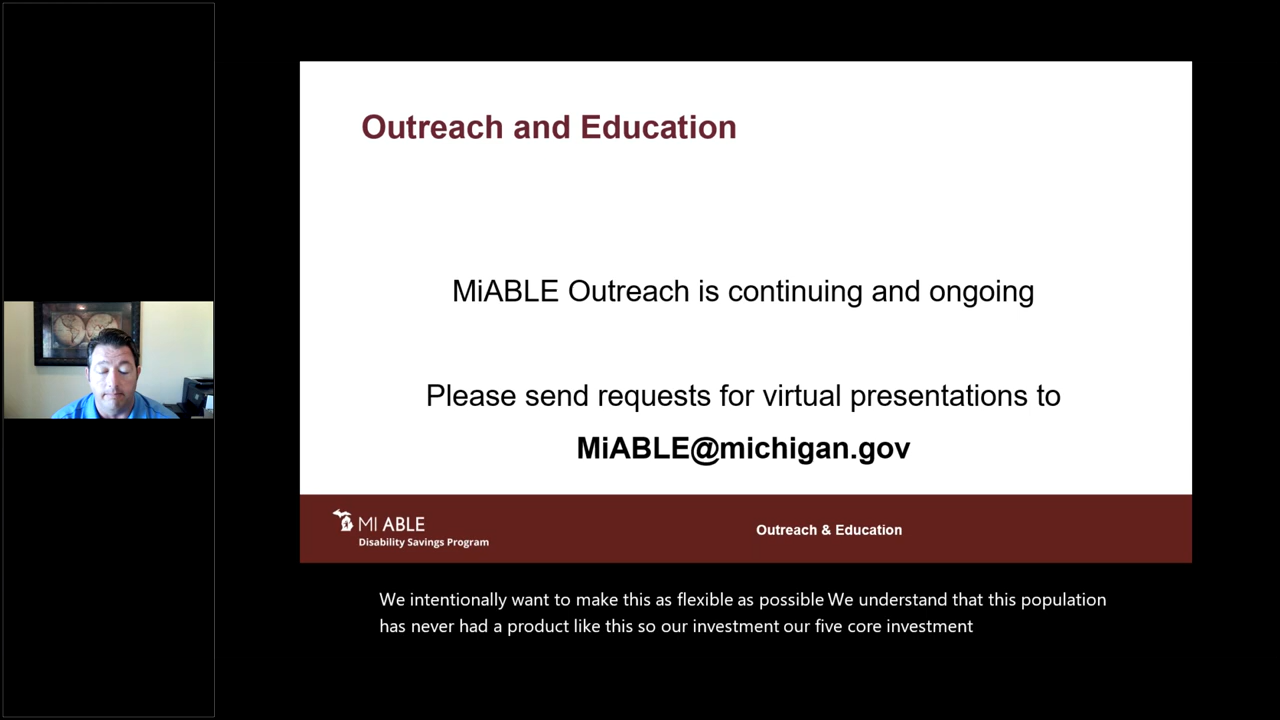 Outreach and Education
MiABLE Outreach is continuing and ongoing
Please send requests for virtual presentations to
MiABLE@michigan.gov
MI ABLE
Disability Savings Program
Outreach & Education
We intentionally want to make this as flexible as possible We understand that this population
has never had a product like this so our investment our five core investment